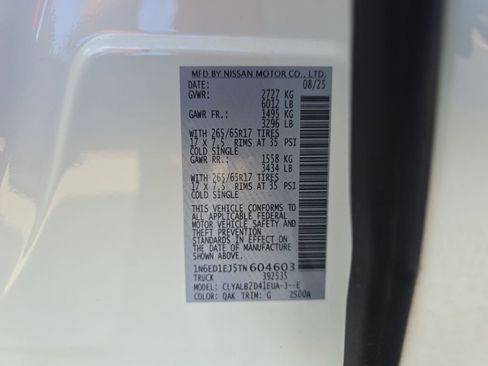 MFD BY NISSAN MOTOR CO., LTD.
DATE: 08/25
GVWR: 2727 KG
6012 LB
GAWR FR.: 1495 KG
3296 LB
WITH 265/65R17 TIRES
17 X 7.5 RIMS AT 35 PSI
COLD SINGLE
GAWR RR.: 1558 KG
3434 LB
WITH 265/65R17 TIRES
17 X 7.5 RIMS AT 35 PSI
COLD SINGLE
THIS VEHICLE CONFORMS TO
ALL APPLICABLE FEDERAL
MOTOR VEHICLE SAFETY AND
THEFT PREVENTION
STANDARDS IN EFFECT ON
THE DATE OF MANUFACTURE
SHOWN ABOVE.
1N6ED1EJ5TN604603
TRUCK 392535
MODEL: CLYALBZD41EUA-J--E
COLOR: QAK TRIM: G 2S00A